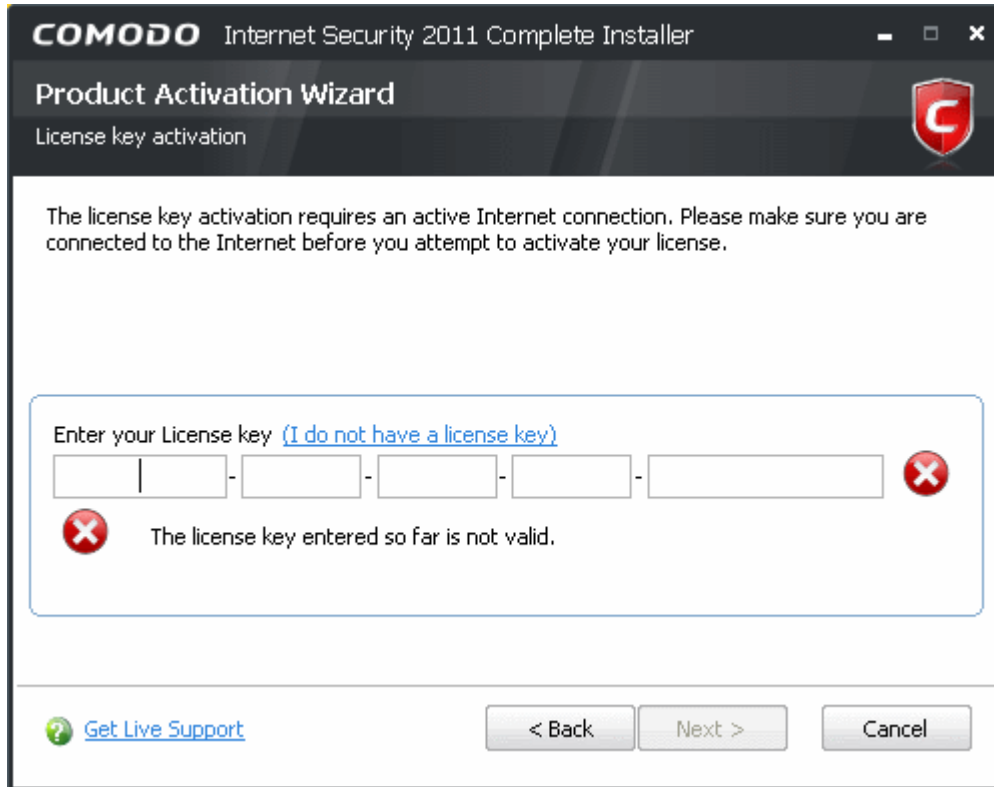 COMODO Internet Security 2011 Complete Installer
Product Activation Wizard
License key activation
C
The license key activation requires an active Internet connection. Please make sure you are
connected to the Internet before you attempt to activate your license.
Enter your License key (I do not have a license key)
- - - -
The license key entered so far is not valid.
Get Live Support
< Back
Next >
Cancel